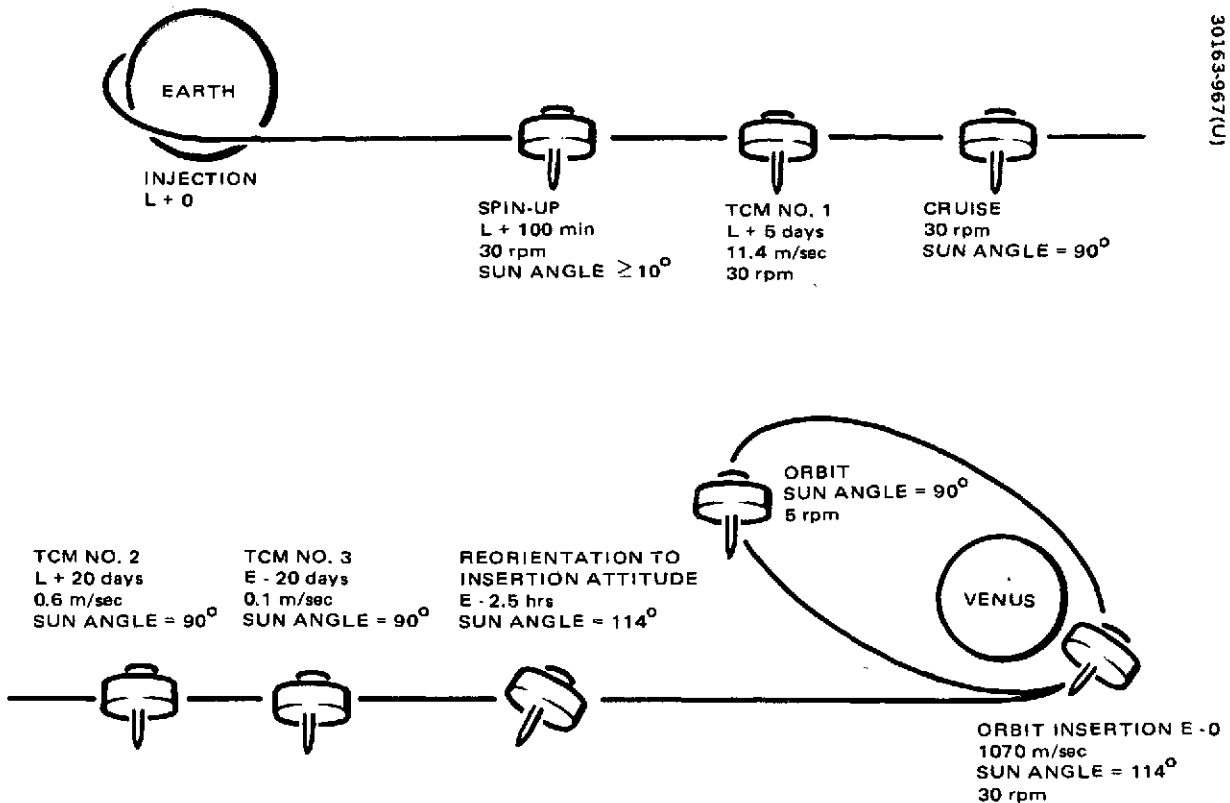 30163-967(U)
EARTH
INJECTION
L + 0
SPIN-UP
L + 100 min
30 rpm
SUN ANGLE ≥ 10°
TCM NO. 1
L + 5 days
11.4 m/sec
30 rpm
CRUISE
30 rpm
SUN ANGLE = 90°
TCM NO. 2
L + 20 days
0.6 m/sec
SUN ANGLE = 90°
TCM NO. 3
E - 20 days
0.1 m/sec
SUN ANGLE = 90°
REORIENTATION TO
INSERTION ATTITUDE
E - 2.5 hrs
SUN ANGLE = 114°
ORBIT
SUN ANGLE = 90°
5 rpm
VENUS
ORBIT INSERTION E - 0
1070 m/sec
SUN ANGLE = 114°
30 rpm